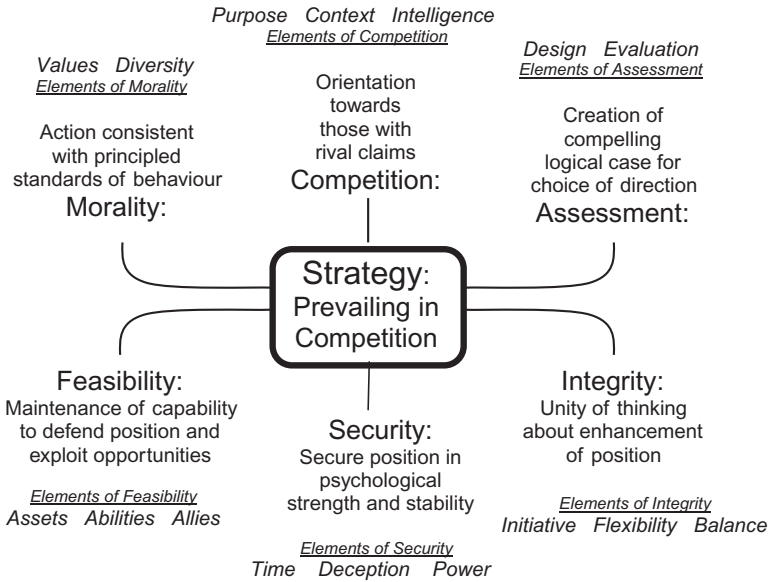 Purpose Context Intelligence
Elements of Competition
Orientation
towards
those with
rival claims
Competition:
Values Diversity
Elements of Morality
Action consistent
with principled
standards of behaviour
Morality:
Design Evaluation
Elements of Assessment
Creation of
compelling
logical case for
choice of direction
Assessment:
Strategy:
Prevailing in
Competition
Feasibility:
Maintenance of capability
to defend position and
exploit opportunities
Elements of Feasibility
Assets Abilities Allies
Security:
Secure position in
psychological
strength and stability
Elements of Security
Time Deception Power
Integrity:
Unity of thinking
about enhancement
of position
Elements of Integrity
Initiative Flexibility Balance